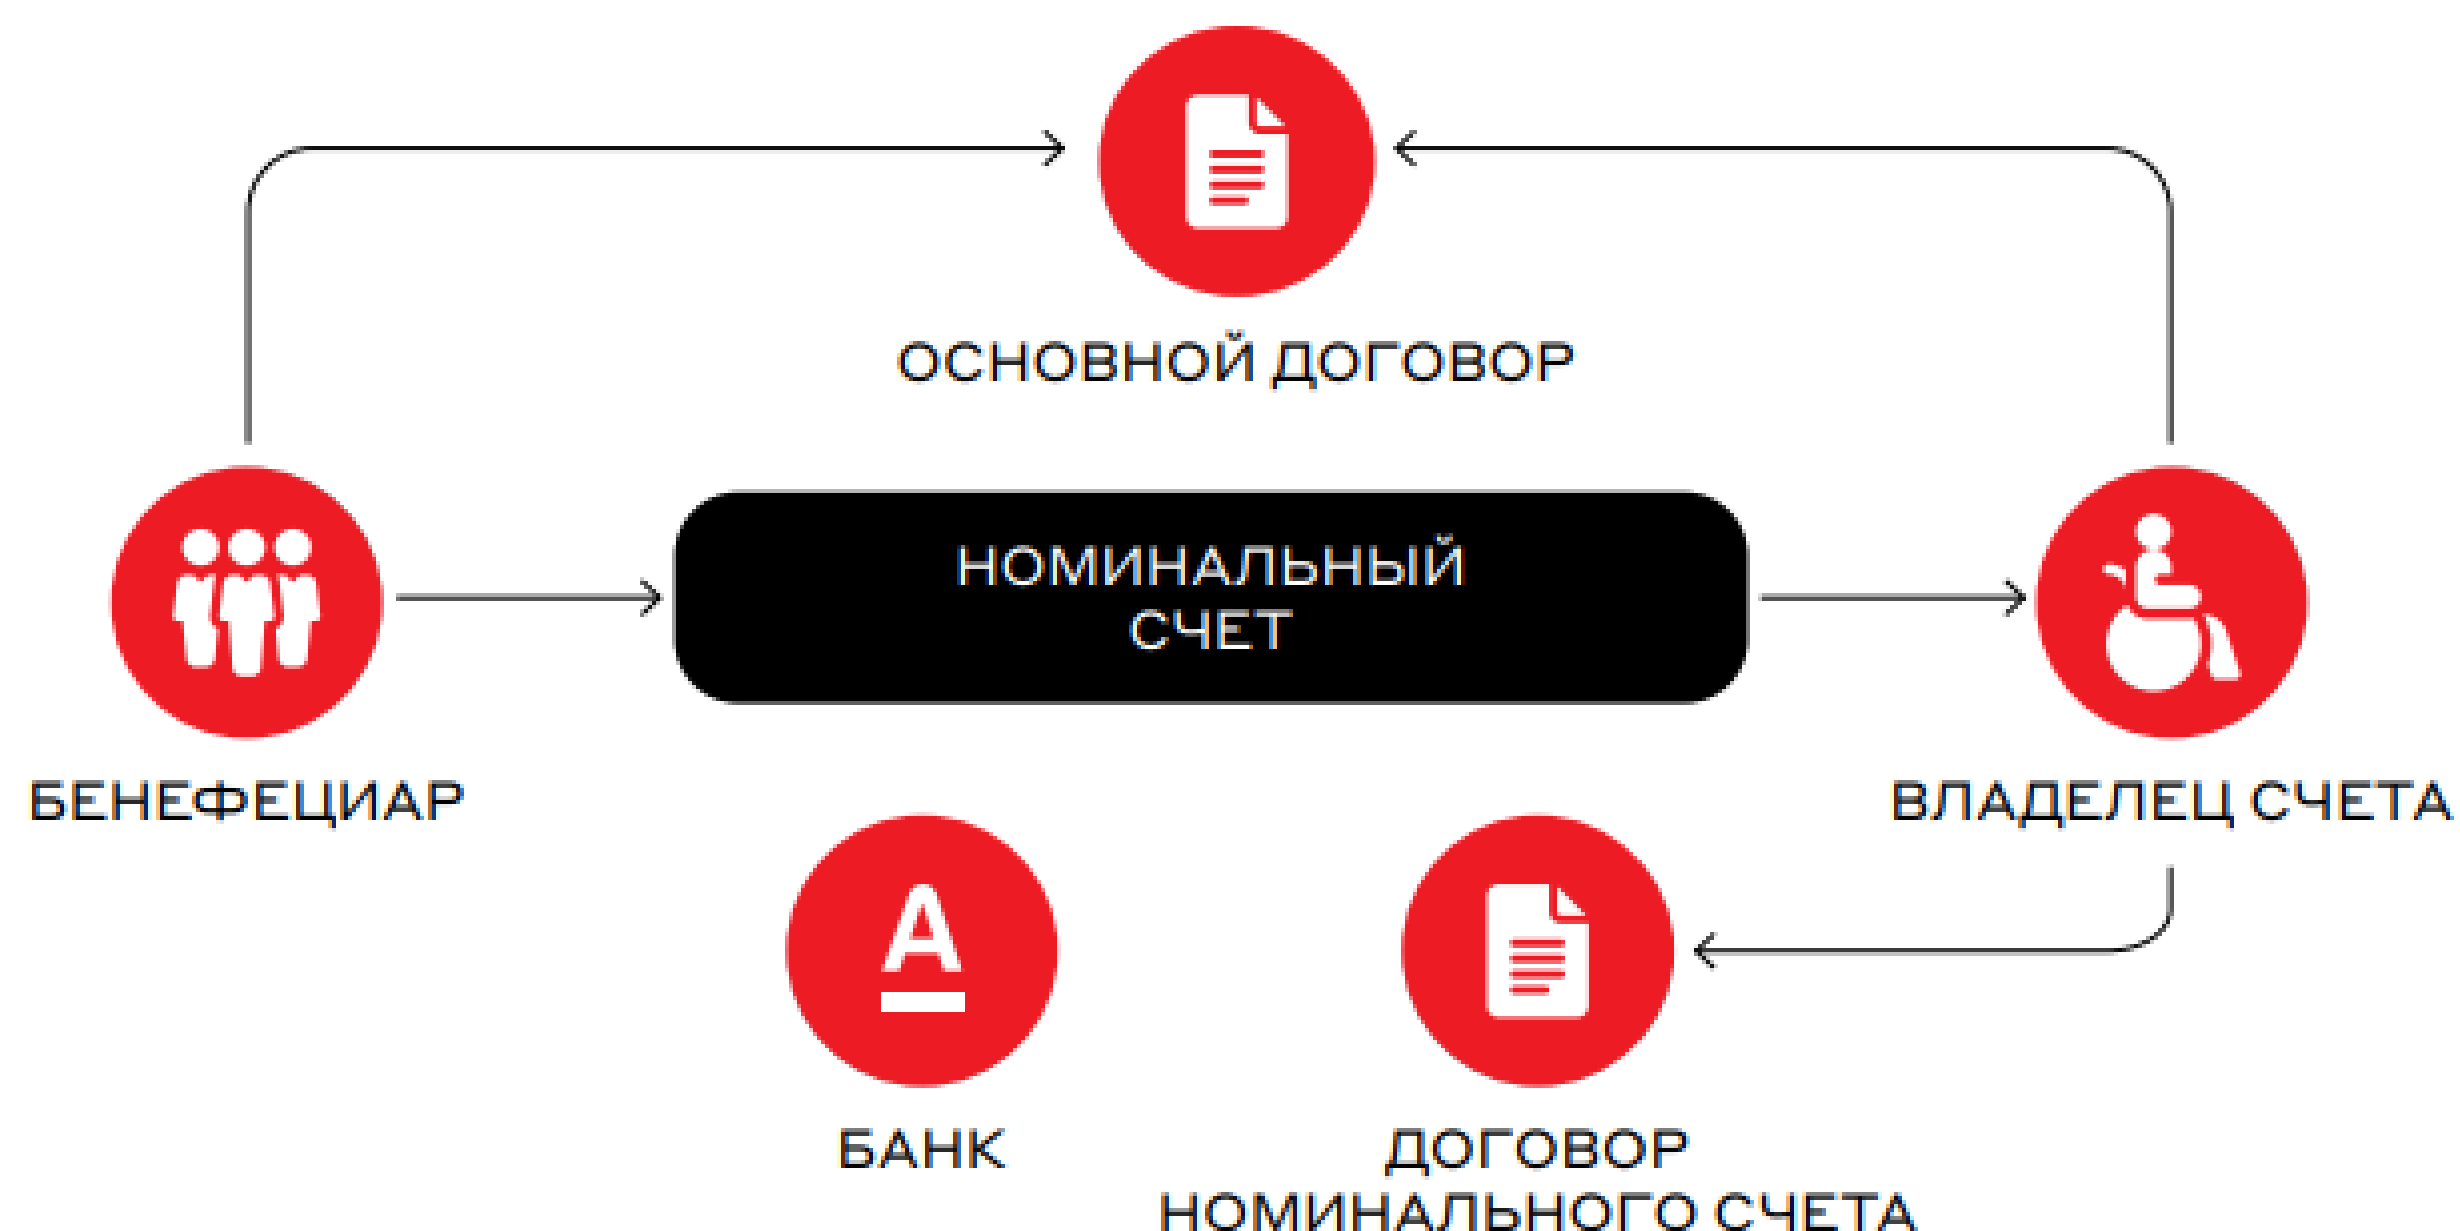 ОСНОВНОЙ ДОГОВОР
НОМИНАЛЬНЫЙ
СЧЕТ
БЕНЕФЕЦИАР
ВЛАДЕЛЕЦ СЧЕТА
А
БАНК
ДОГОВОР
НОМИНАЛЬНОГО СЧЕТА